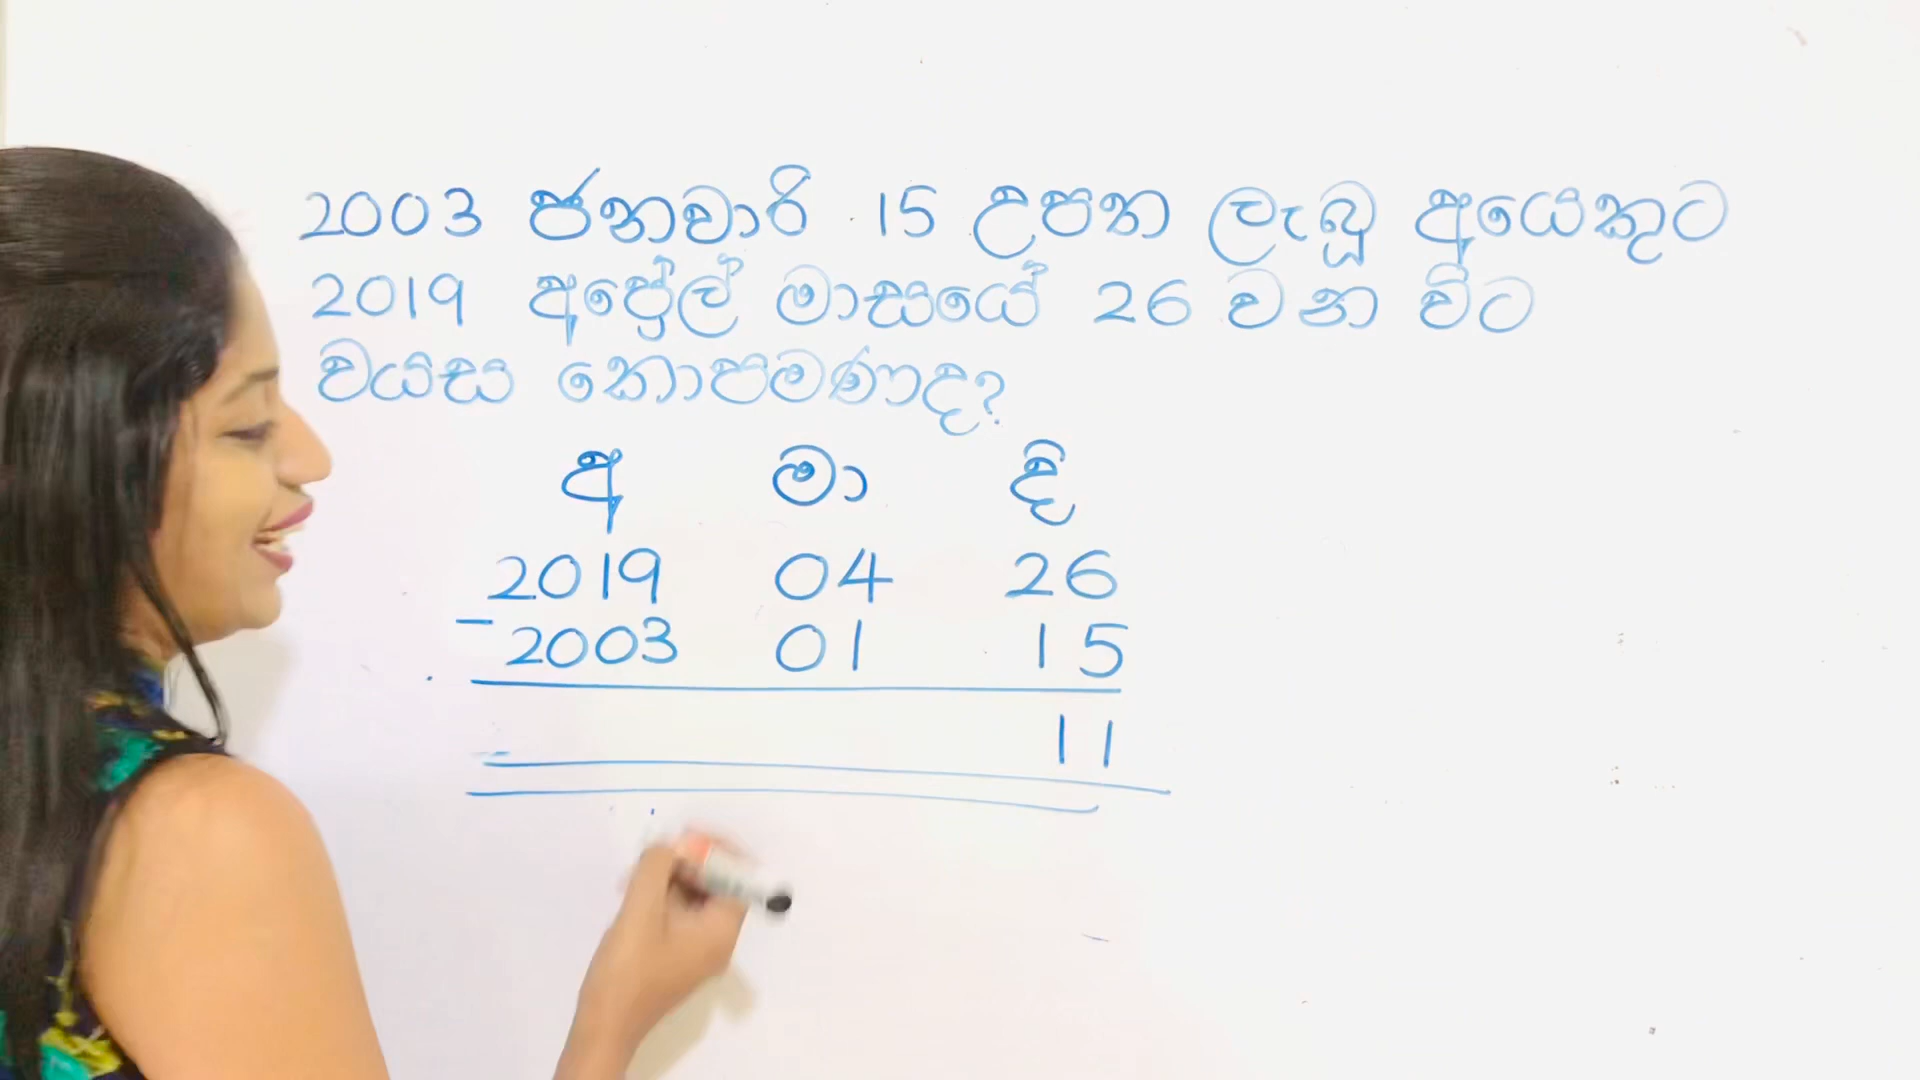 2003 ජනවාරි 15 උපත ලැබූ අයෙකුට
2019 අප්‍රේල් මාසයේ 26 වන විට
වයස කොපමණද?
අ මා දි
2019 04 26
- 2003 01 15
11